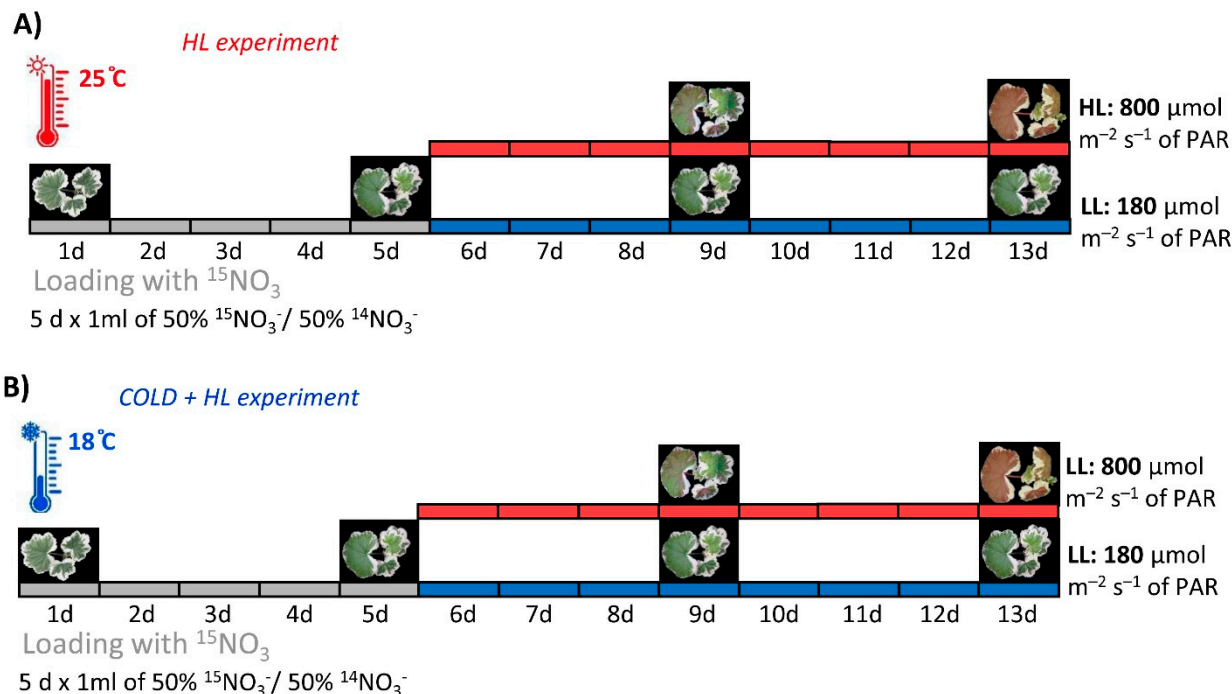 A)
HL experiment
25°C
HL: 800 μmol
m⁻² s⁻¹ of PAR
LL: 180 μmol
m⁻² s⁻¹ of PAR
1d 2d 3d 4d 5d 6d 7d 8d 9d 10d 11d 12d 13d
Loading with ¹⁵NO₃
5 d x 1ml of 50% ¹⁵NO₃⁻/ 50% ¹⁴NO₃⁻
B)
COLD + HL experiment
18°C
LL: 800 μmol
m⁻² s⁻¹ of PAR
LL: 180 μmol
m⁻² s⁻¹ of PAR
1d 2d 3d 4d 5d 6d 7d 8d 9d 10d 11d 12d 13d
Loading with ¹⁵NO₃
5 d x 1ml of 50% ¹⁵NO₃⁻/ 50% ¹⁴NO₃⁻